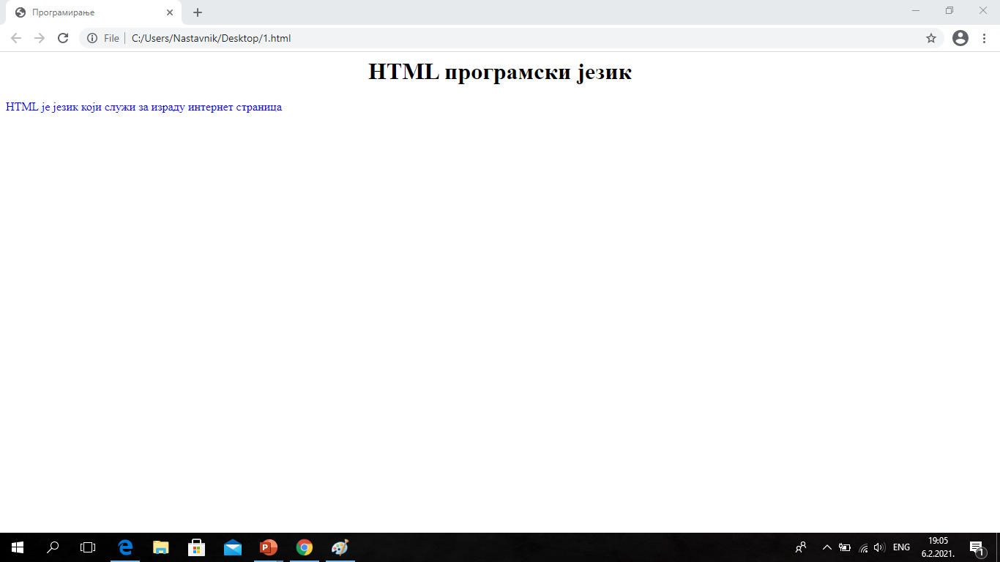 Програмирање
File
C:/Users/Nastavnik/Desktop/1.html
HTML програмски језик
HTML је језик који служи за израду интернет страница
ENG
19:05
6.2.2021.
1